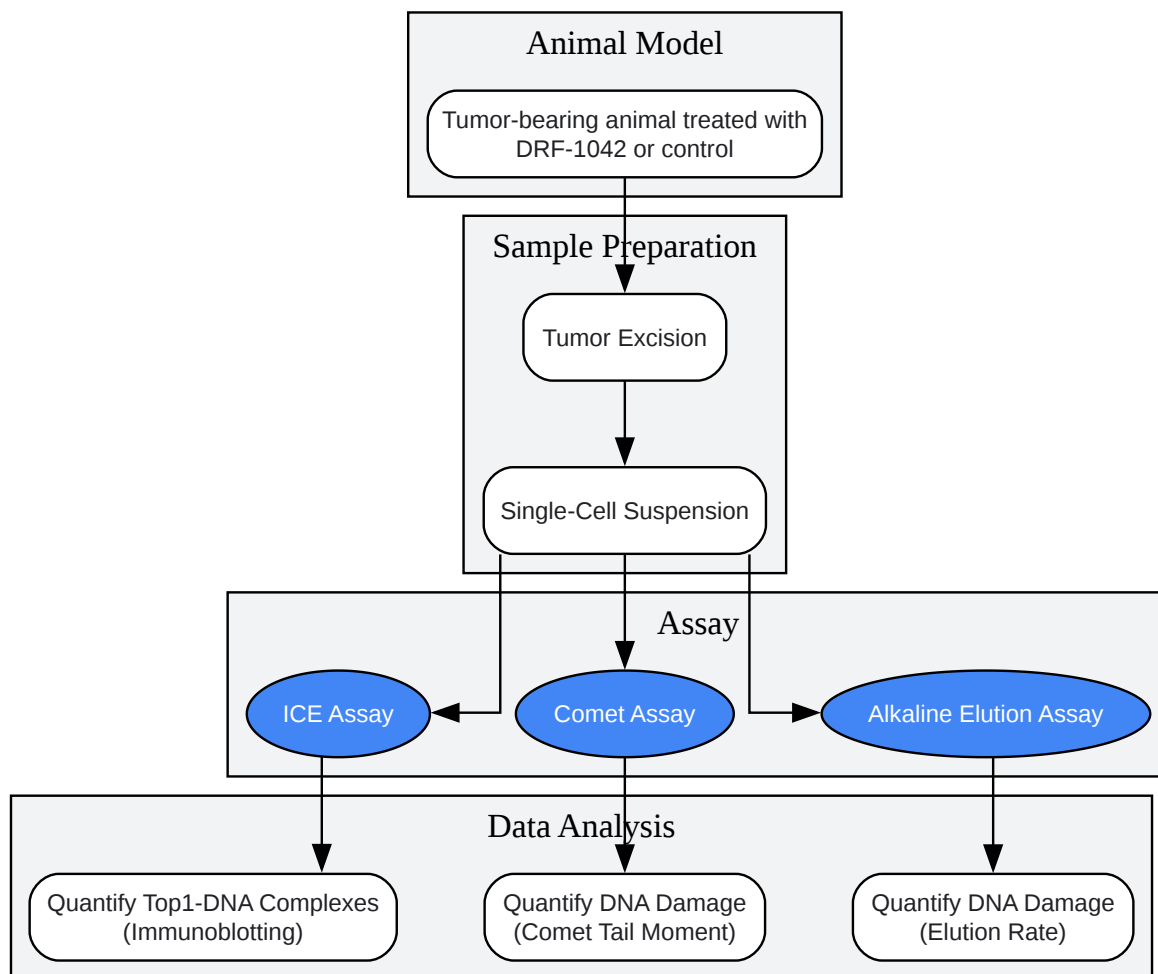 Animal Model
Tumor-bearing animal treated with
DRF-1042 or control
Sample Preparation
Tumor Excision
Single-Cell Suspension
Assay
ICE Assay
Comet Assay
Alkaline Elution Assay
Data Analysis
Quantify Top1-DNA Complexes
(Immunoblotting)
Quantify DNA Damage
(Comet Tail Moment)
Quantify DNA Damage
(Elution Rate)